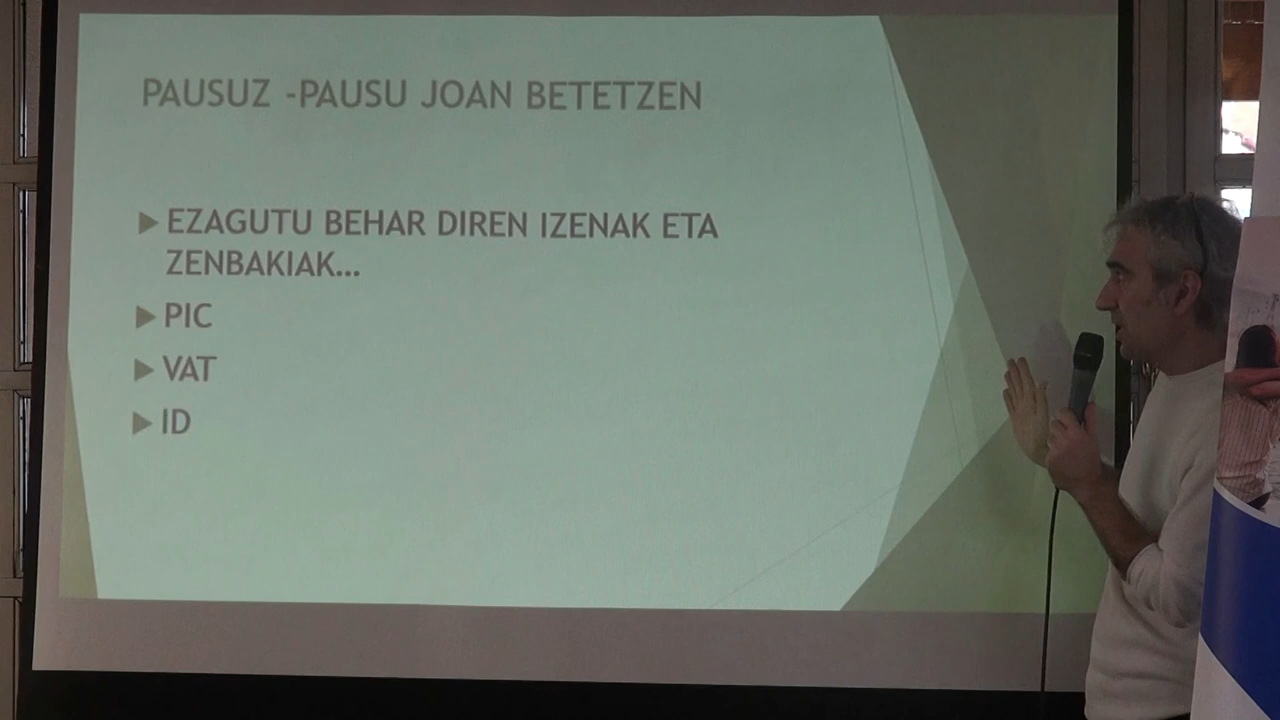 PAUSUZ -PAUSU JOAN BETETZEN
EZAGUTU BEHAR DIREN IZENAK ETA
ZENBAKIAK...
PIC
VAT
ID